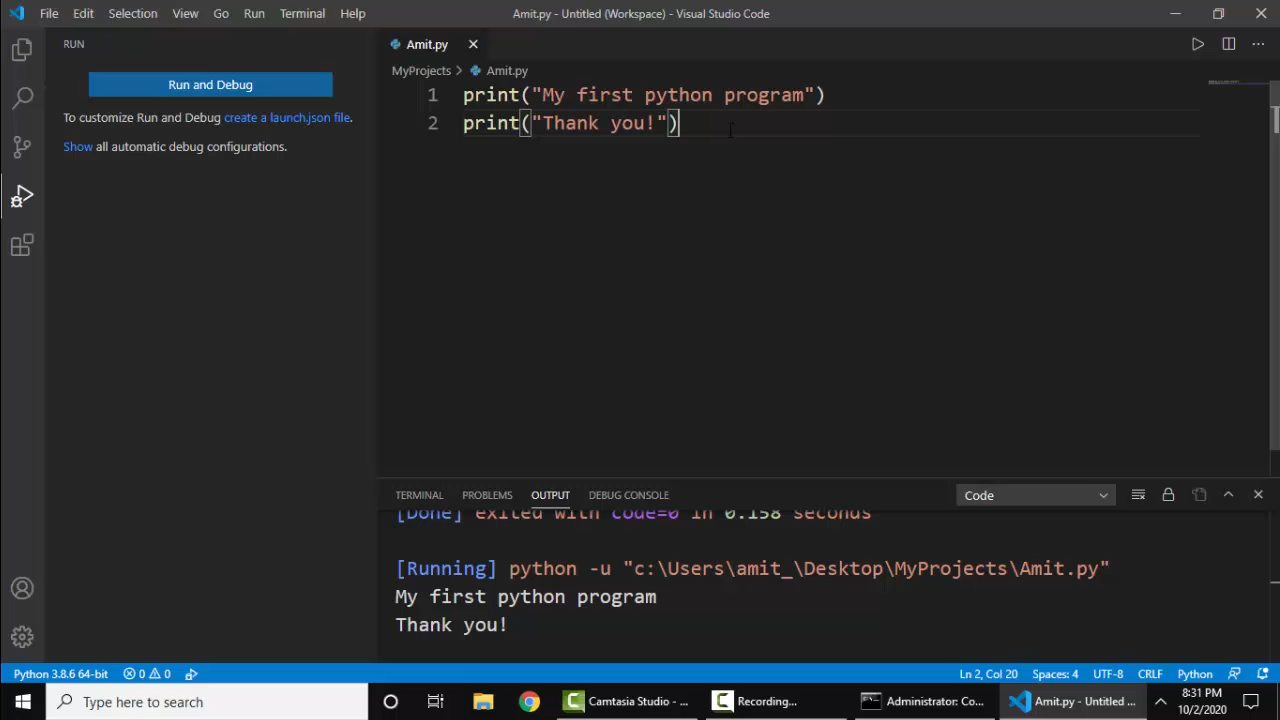 File Edit Selection View Go Run Terminal Help Amit.py - Untitled (Workspace) - Visual Studio Code
RUN
Run and Debug
To customize Run and Debug create a launch.json file.
Show all automatic debug configurations.
Amit.py
MyProjects > Amit.py
1 print("My first python program")
2 print("Thank you!")
TERMINAL PROBLEMS OUTPUT DEBUG CONSOLE Code
[Done] exited with code=0 in 0.158 seconds
[Running] python -u "c:\Users\amit_\Desktop\MyProjects\Amit.py"
My first python program
Thank you!
Python 3.8.6 64-bit 0 0 Ln 2, Col 20 Spaces: 4 UTF-8 CRLF Python
Type here to search Camtasia Studio - ... Recording... Administrator: Co... Amit.py - Untitled ... 8:31 PM
10/2/2020